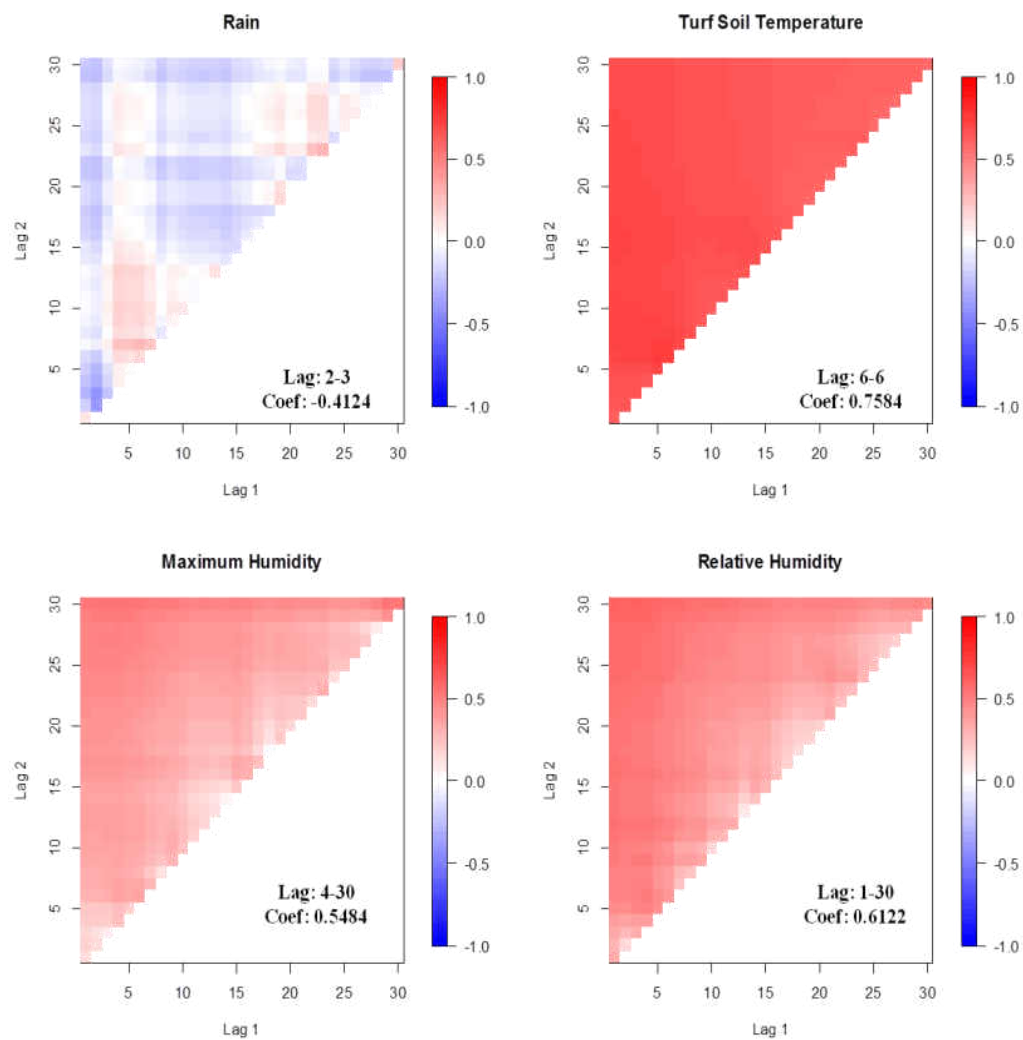 Rain
30
25
20
15
10
5
Lag 2
5 10 15 20 25 30
Lag 1
1.0
0.5
0.0
-0.5
-1.0
Lag: 2-3
Coef: -0.4124
Turf Soil Temperature
30
25
20
15
10
5
Lag 2
5 10 15 20 25 30
Lag 1
1.0
0.5
0.0
-0.5
-1.0
Lag: 6-6
Coef: 0.7584
Maximum Humidity
30
25
20
15
10
5
Lag 2
5 10 15 20 25 30
Lag 1
1.0
0.5
0.0
-0.5
-1.0
Lag: 4-30
Coef: 0.5484
Relative Humidity
30
25
20
15
10
5
Lag 2
5 10 15 20 25 30
Lag 1
1.0
0.5
0.0
-0.5
-1.0
Lag: 1-30
Coef: 0.6122